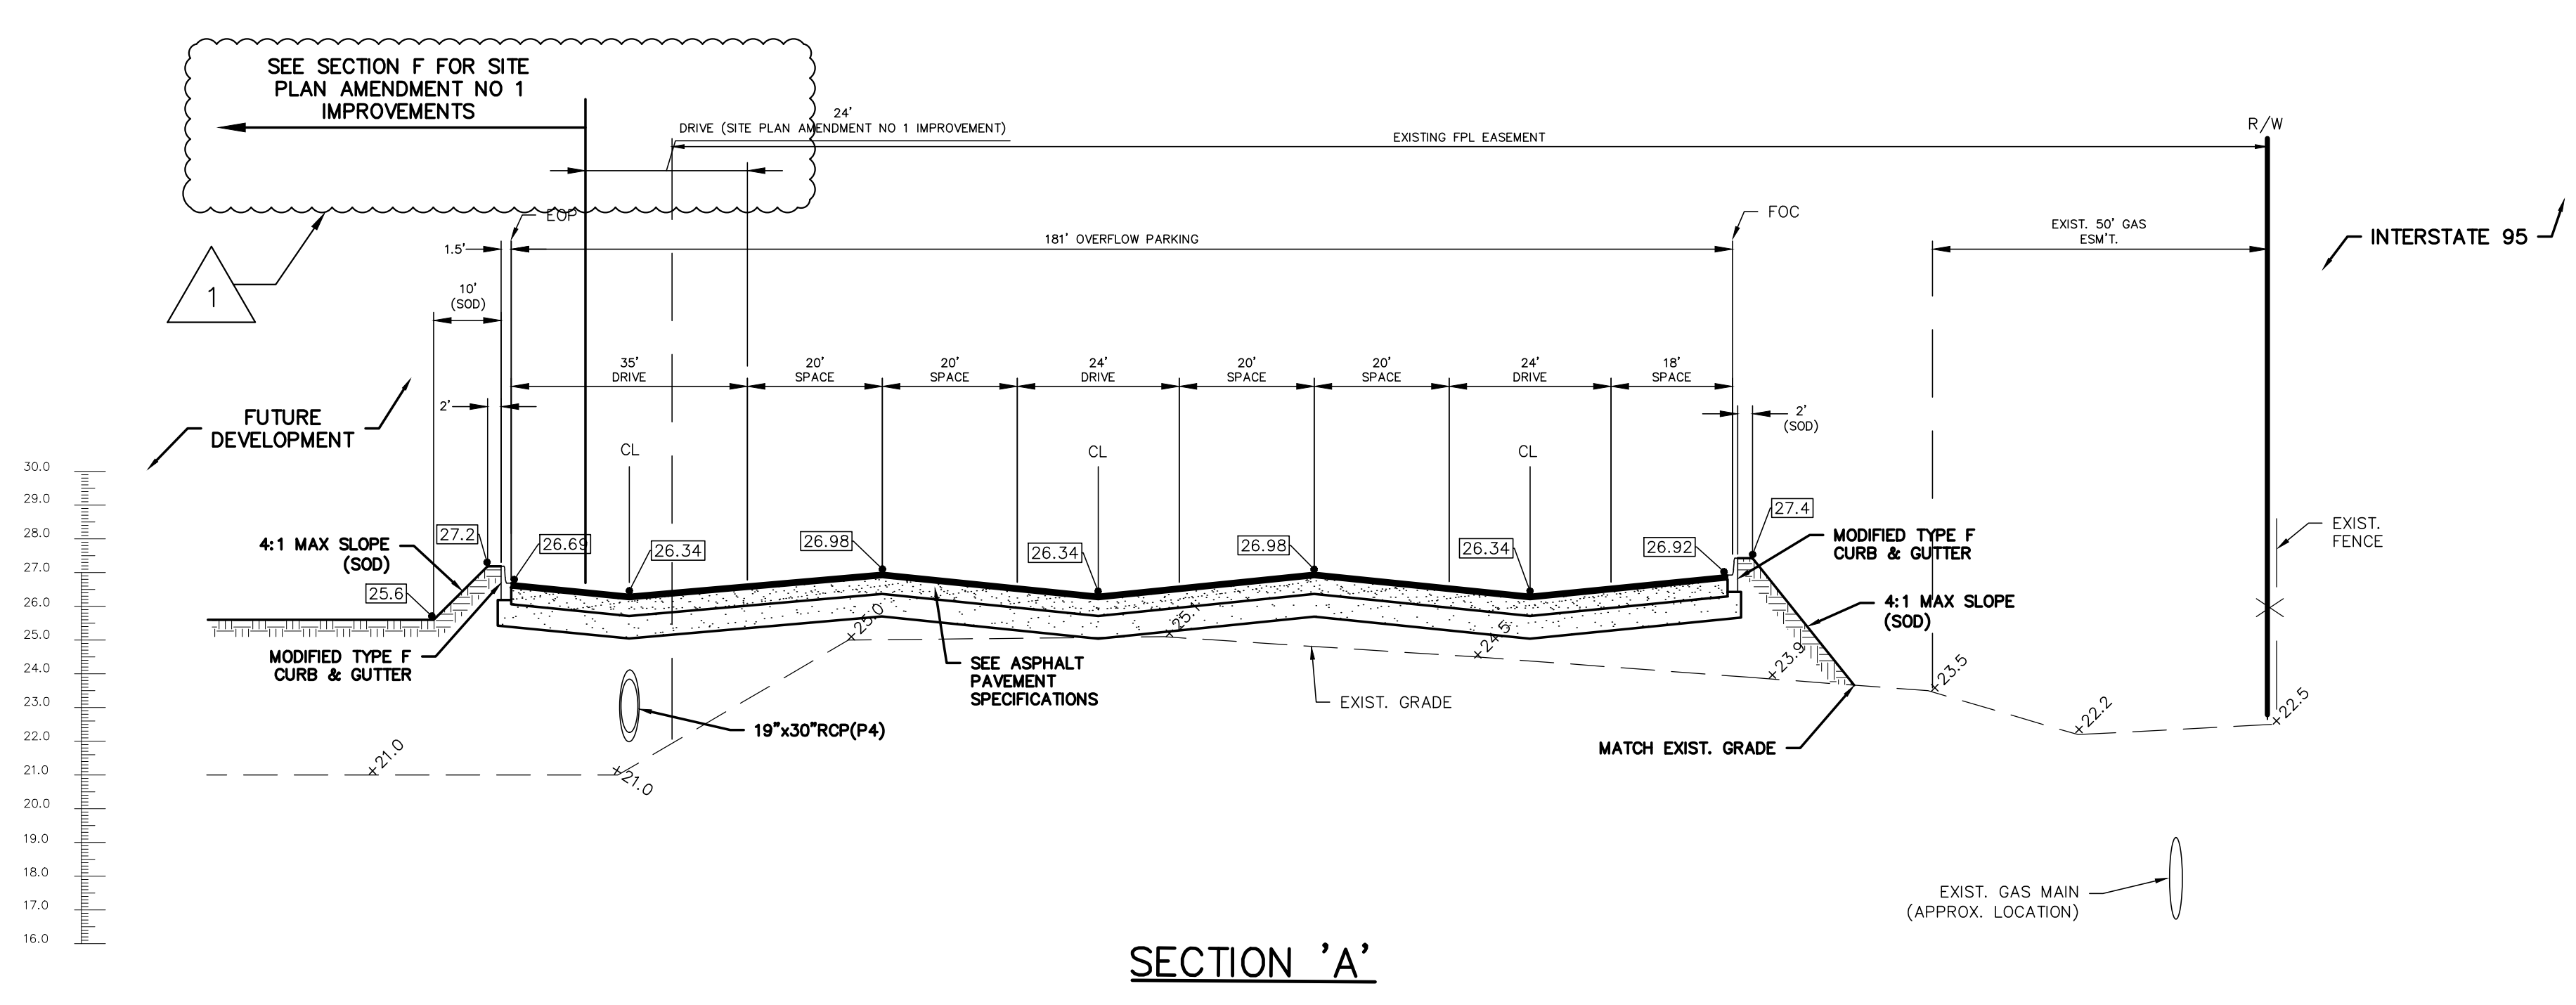 SEE SECTION F FOR SITE
PLAN AMENDMENT NO 1
IMPROVEMENTS
24'
DRIVE (SITE PLAN AMENDMENT NO 1 IMPROVEMENT)
EXISTING FPL EASEMENT
R/W
EOP
FOC
1.5'
181' OVERFLOW PARKING
EXIST. 50' GAS
ESM'T.
INTERSTATE 95
1
10'
(SOD)
35'
DRIVE
20'
SPACE
20'
SPACE
24'
DRIVE
20'
SPACE
20'
SPACE
24'
DRIVE
18'
SPACE
2'
2'
(SOD)
FUTURE
DEVELOPMENT
CL
CL
CL
30.0
29.0
28.0
27.0
26.0
25.0
24.0
23.0
22.0
21.0
20.0
19.0
18.0
17.0
16.0
4:1 MAX SLOPE
(SOD)
27.2
25.6
26.69
26.34
26.98
26.34
26.98
26.34
26.92
27.4
MODIFIED TYPE F
CURB & GUTTER
EXIST.
FENCE
4:1 MAX SLOPE
(SOD)
MODIFIED TYPE F
CURB & GUTTER
25.0
25.1
24.5
23.9
23.5
22.2
22.5
SEE ASPHALT
PAVEMENT
SPECIFICATIONS
EXIST. GRADE
19"x30"RCP(P4)
MATCH EXIST. GRADE
21.0
21.0
EXIST. GAS MAIN
(APPROX. LOCATION)
SECTION 'A'